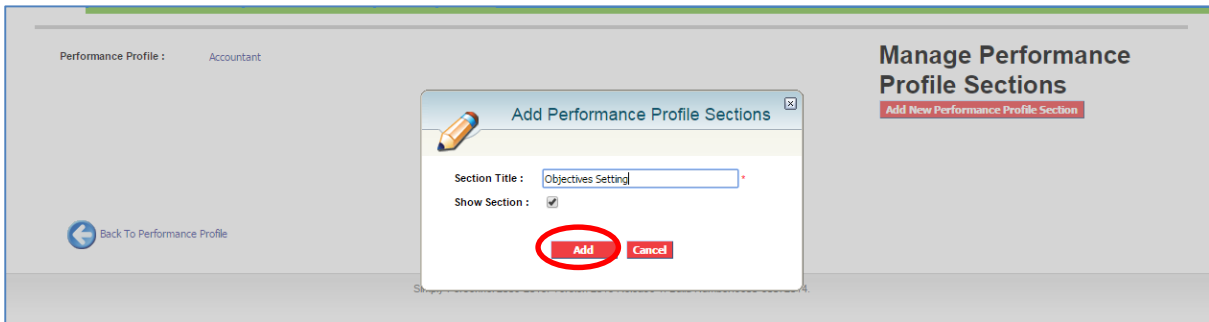 Performance Profile : Accountant
Manage Performance
Profile Sections
Add New Performance Profile Section
Add Performance Profile Sections
Section Title : Objectives Setting *
Show Section :
Add Cancel
Back To Performance Profile